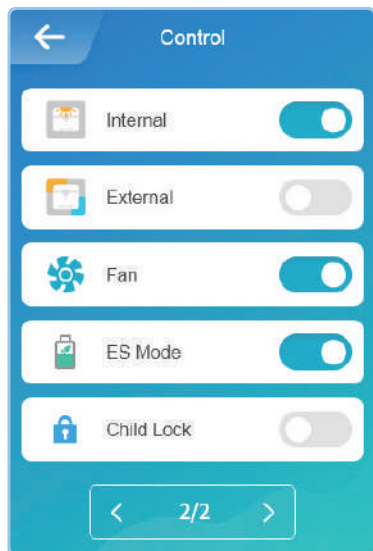 Control
Internal
External
Fan
ES Mode
Child Lock
< 2/2 >